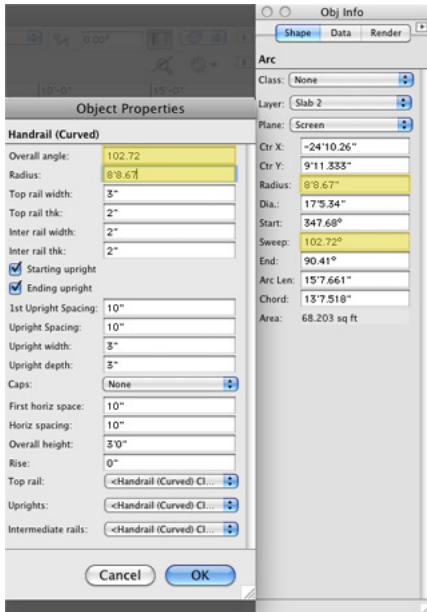 0.00°
10'-0"
15'-0"
Object Properties
Handrail (Curved)
Overall angle: 102.72
Radius: 8'8.67
Top rail width: 3"
Top rail thk: 2"
Inter rail width: 2"
Inter rail thk: 2"
Starting upright
Ending upright
1st Upright Spacing: 10"
Upright Spacing: 10"
Upright width: 3"
Upright depth: 3"
Caps: None
First horiz space: 10"
Horiz spacing: 10"
Overall height: 3'0"
Rise: 0"
Top rail: <Handrail (Curved) Cl...
Uprights: <Handrail (Curved) Cl...
Intermediate rails: <Handrail (Curved) Cl...
Cancel OK
Obj Info
Shape Data Render
Arc
Class: None
Layer: Slab 2
Plane: Screen
Ctr X: -24'10.26"
Ctr Y: 9'11.333"
Radius: 8'8.67"
Dia.: 17'5.34"
Start: 347.68°
Sweep: 102.72°
End: 90.41°
Arc Len: 15'7.661"
Chord: 13'7.518"
Area: 68.203 sq ft